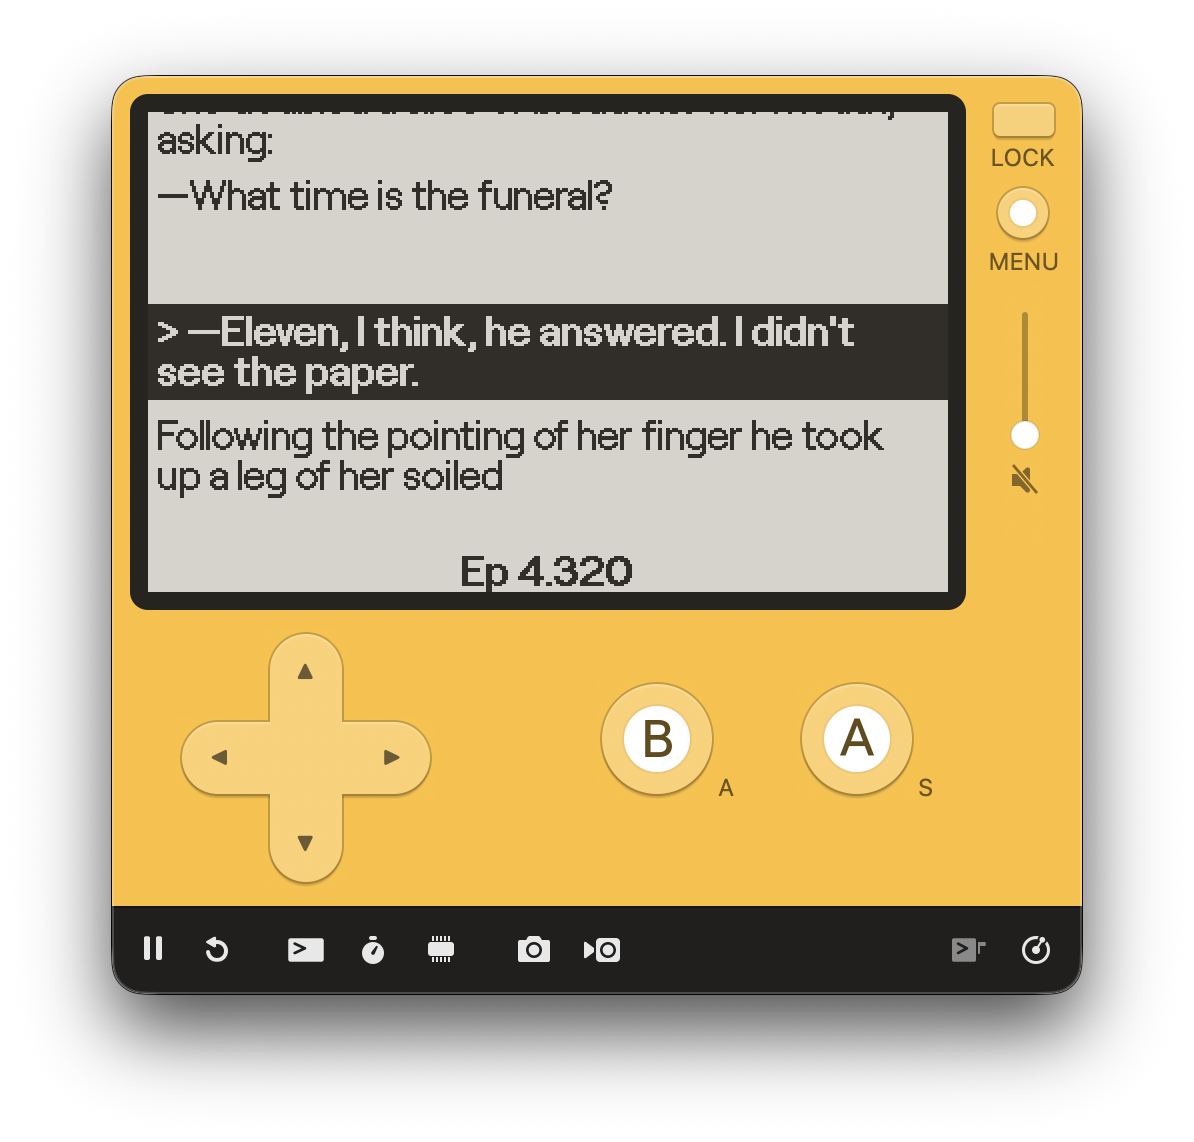 asking:
—What time is the funeral?
> —Eleven, I think, he answered. I didn't
see the paper.
Following the pointing of her finger he took
up a leg of her soiled
Ep 4.320
LOCK
MENU
B
A
A
S